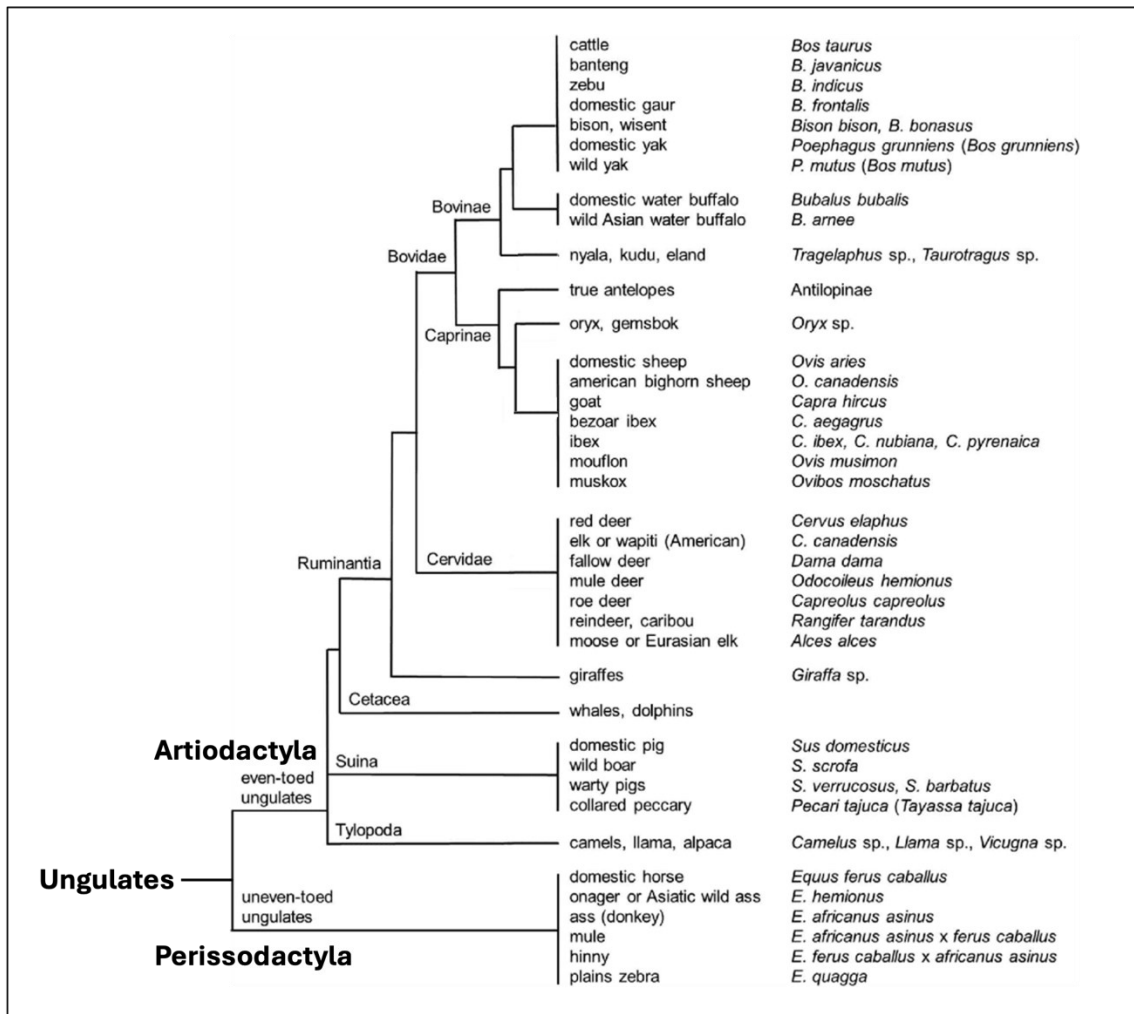 cattle Bos taurus
banteng B. javanicus
zebu B. indicus
domestic gaur B. frontalis
bison, wisent Bison bison, B. bonasus
domestic yak Poephagus grunniens (Bos grunniens)
wild yak P. mutus (Bos mutus)
domestic water buffalo Bubalus bubalis
Bovinae
wild Asian water buffalo B. arnee
Bovidae
nyala, kudu, eland Tragelaphus sp., Taurotragus sp.
true antelopes Antilopinae
oryx, gemsbok Oryx sp.
Caprinae
domestic sheep Ovis aries
american bighorn sheep O. canadensis
goat Capra hircus
bezoar ibex C. aegagrus
ibex C. ibex, C. nubiana, C. pyrenaica
mouflon Ovis musimon
muskox Ovibos moschatus
red deer Cervus elaphus
elk or wapiti (American) C. canadensis
Ruminantia
Cervidae
fallow deer Dama dama
mule deer Odocoileus hemionus
roe deer Capreolus capreolus
reindeer, caribou Rangifer tarandus
moose or Eurasian elk Alces alces
giraffes Giraffa sp.
Cetacea
whales, dolphins
Artiodactyla
domestic pig Sus domesticus
Suina
wild boar S. scrofa
even-toed
ungulates
warty pigs S. verrucosus, S. barbatus
collared peccary Pecari tajuca (Tayassa tajuca)
Tylopoda
camels, llama, alpaca Camelus sp., Llama sp., Vicugna sp.
Ungulates
domestic horse Equus ferus caballus
uneven-toed
ungulates
onager or Asiatic wild ass E. hemionus
ass (donkey) E. africanus asinus
mule E. africanus asinus x ferus caballus
Perissodactyla
hinny E. ferus caballus x africanus asinus
plains zebra E. quagga